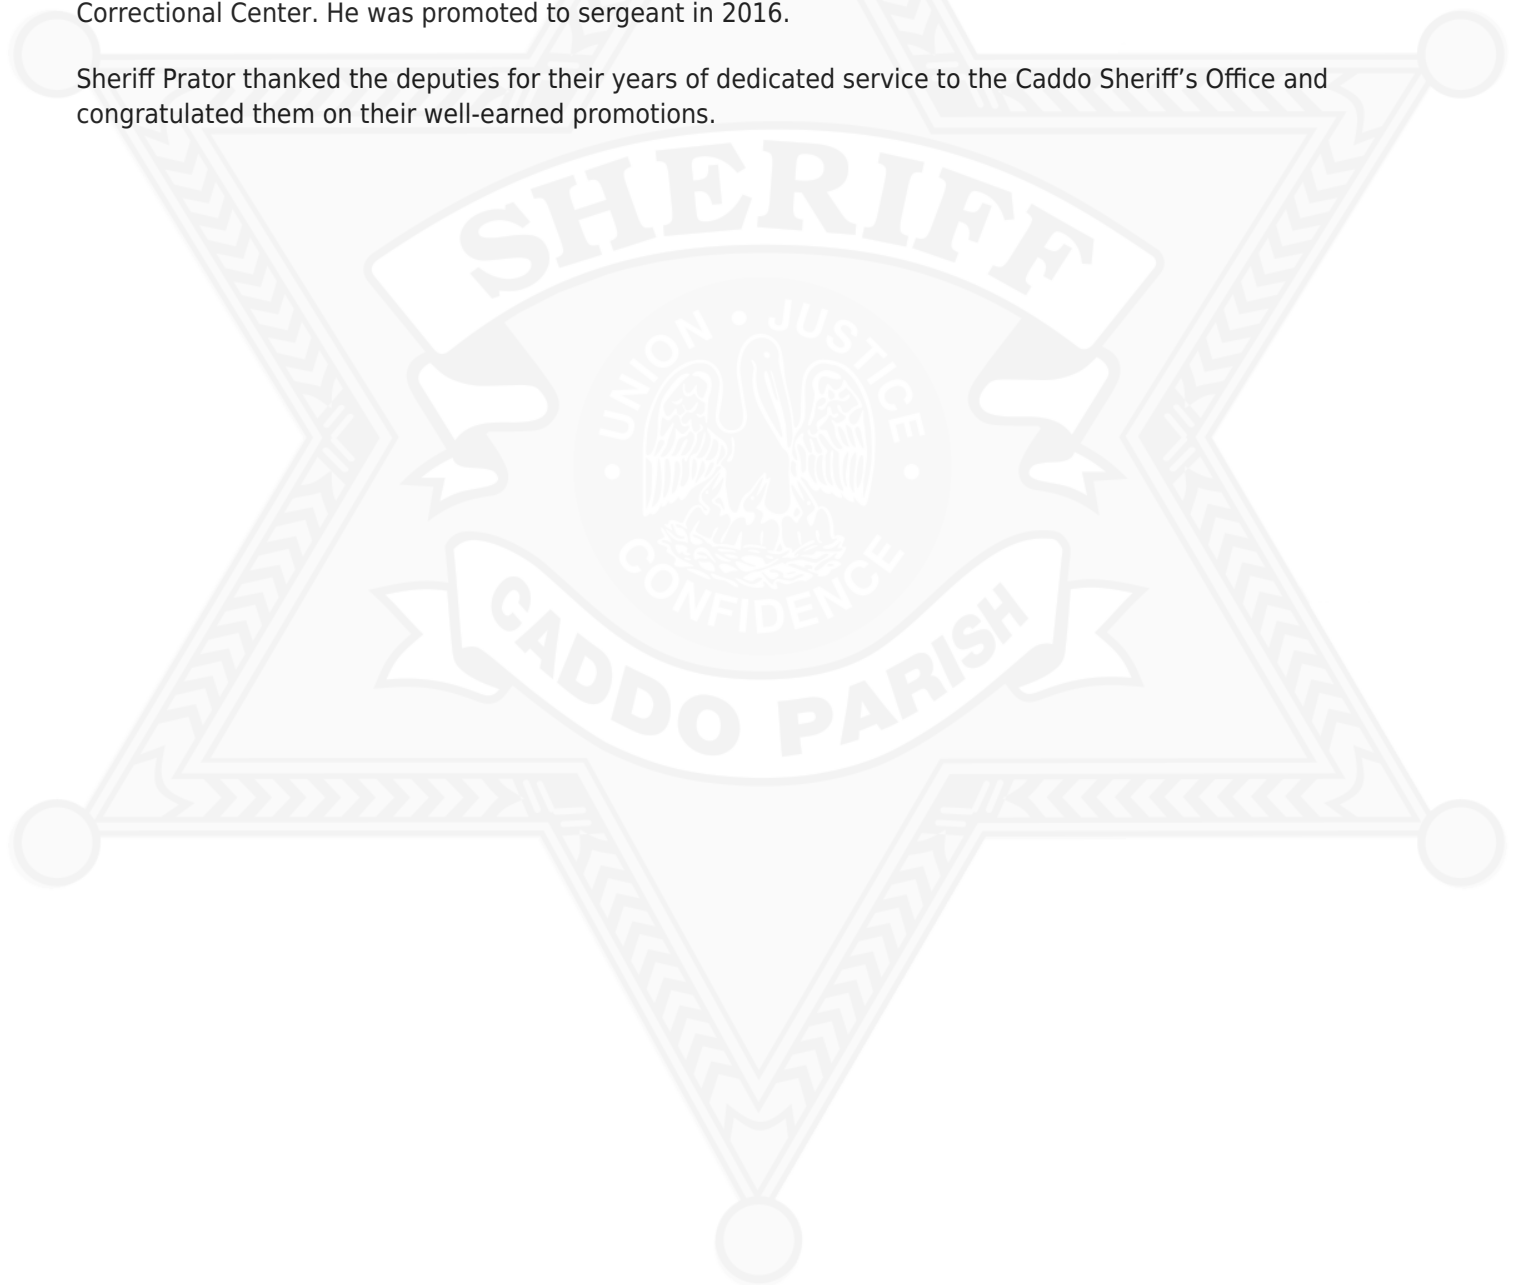 Correctional Center. He was promoted to sergeant in 2016.
Sheriff Prator thanked the deputies for their years of dedicated service to the Caddo Sheriff’s Office and
congratulated them on their well-earned promotions.
SHERIFF
UNION • JUSTICE
• CONFIDENCE •
CADDO PARISH